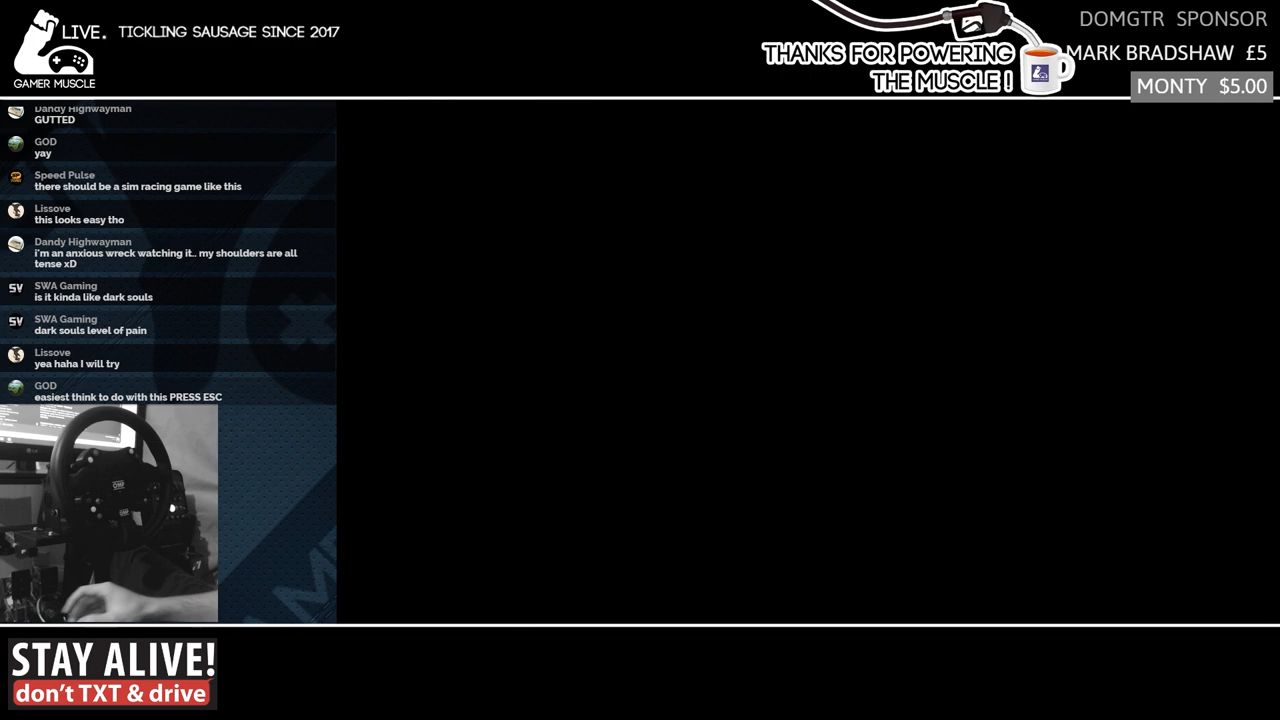 LIVE. TICKLING SAUSAGE SINCE 2017
GAMER MUSCLE
THANKS FOR POWERING
THE MUSCLE !
DOMGTR SPONSOR
MARK BRADSHAW £5
MONTY $5.00
Dandy Highwayman
GUTTED
GOD
yay
Speed Pulse
there should be a sim racing game like this
Lissove
this looks easy tho
Dandy Highwayman
i'm an anxious wreck watching it.. my shoulders are all
tense xD
SV SWA Gaming
is it kinda like dark souls
SV SWA Gaming
dark souls level of pain
Lissove
yea haha I will try
GOD
easiest think to do with this PRESS ESC
OMP
OMP
STAY ALIVE!
don't TXT & drive